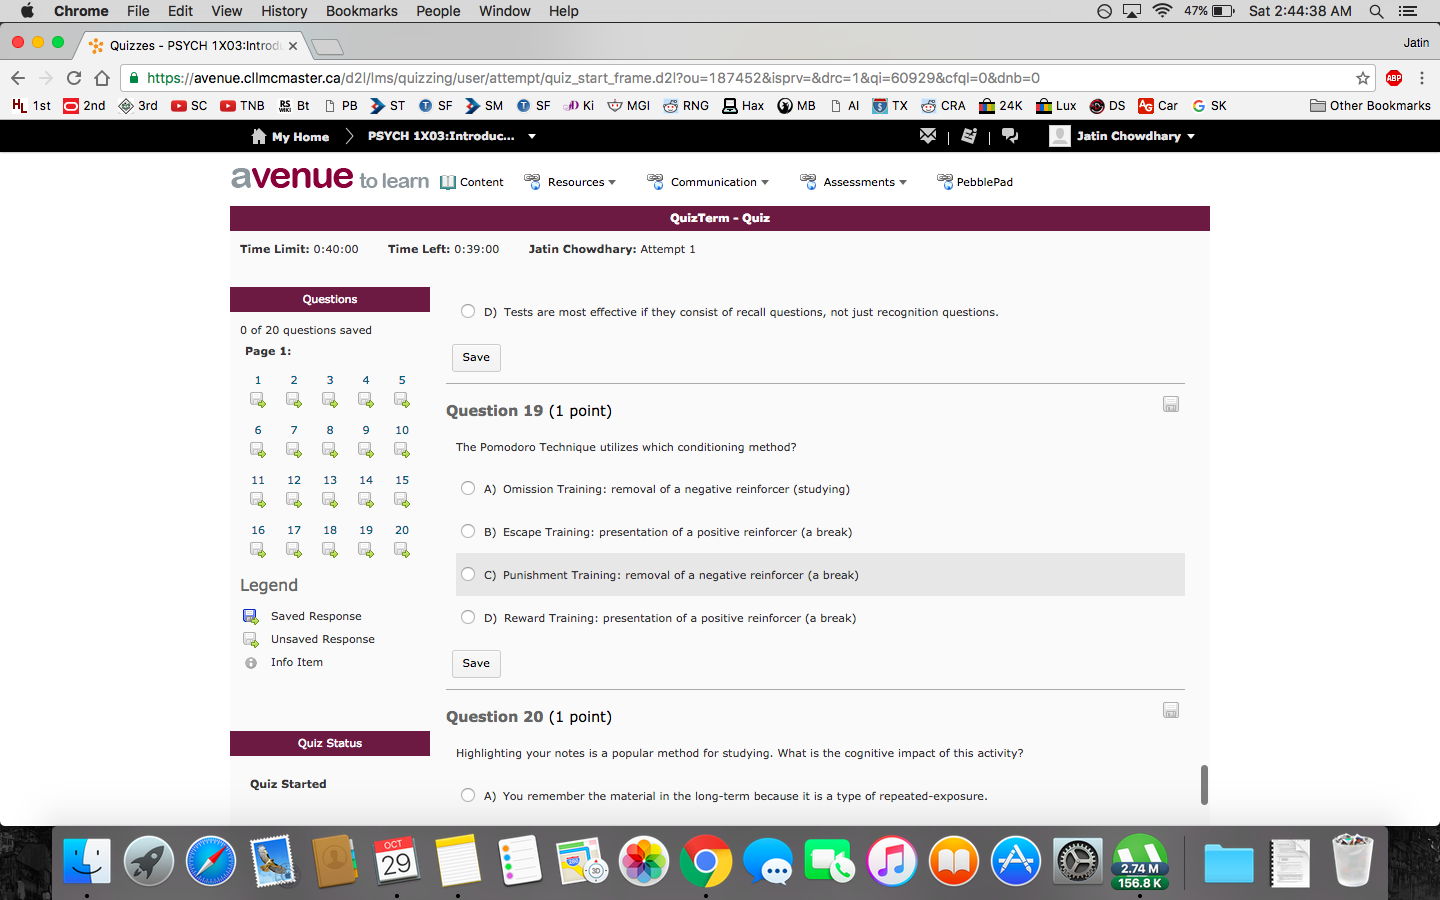 Chrome File Edit View History Bookmarks People Window Help 47% Sat 2:44:38 AM
Quizzes - PSYCH 1X03:Introdu Jatin
https://avenue.cllmcmaster.ca/d2l/lms/quizzing/user/attempt/quiz_start_frame.d2l?ou=187452&isprv=&drc=1&qi=60929&cfql=0&dnb=0 ABP
HL 1st 2nd 3rd SC TNB RS WIKI Bt PB ST SF SM SF Ki MGI RNG Hax MB AI TX CRA 24K Lux DS AG Car G SK Other Bookmarks
My Home PSYCH 1X03:Introduc... Jatin Chowdhary
avenue to learn Content Resources Communication Assessments PebblePad
QuizTerm - Quiz
Time Limit: 0:40:00 Time Left: 0:39:00 Jatin Chowdhary: Attempt 1
Questions
0 of 20 questions saved
Page 1:
1 2 3 4 5
6 7 8 9 10
11 12 13 14 15
16 17 18 19 20
Legend
Saved Response
Unsaved Response
Info Item
Quiz Status
Quiz Started
D) Tests are most effective if they consist of recall questions, not just recognition questions.
Save
Question 19 (1 point)
The Pomodoro Technique utilizes which conditioning method?
A) Omission Training: removal of a negative reinforcer (studying)
B) Escape Training: presentation of a positive reinforcer (a break)
C) Punishment Training: removal of a negative reinforcer (a break)
D) Reward Training: presentation of a positive reinforcer (a break)
Save
Question 20 (1 point)
Highlighting your notes is a popular method for studying. What is the cognitive impact of this activity?
A) You remember the material in the long-term because it is a type of repeated-exposure.
OCT
29
3D
2.74 M
156.8 K